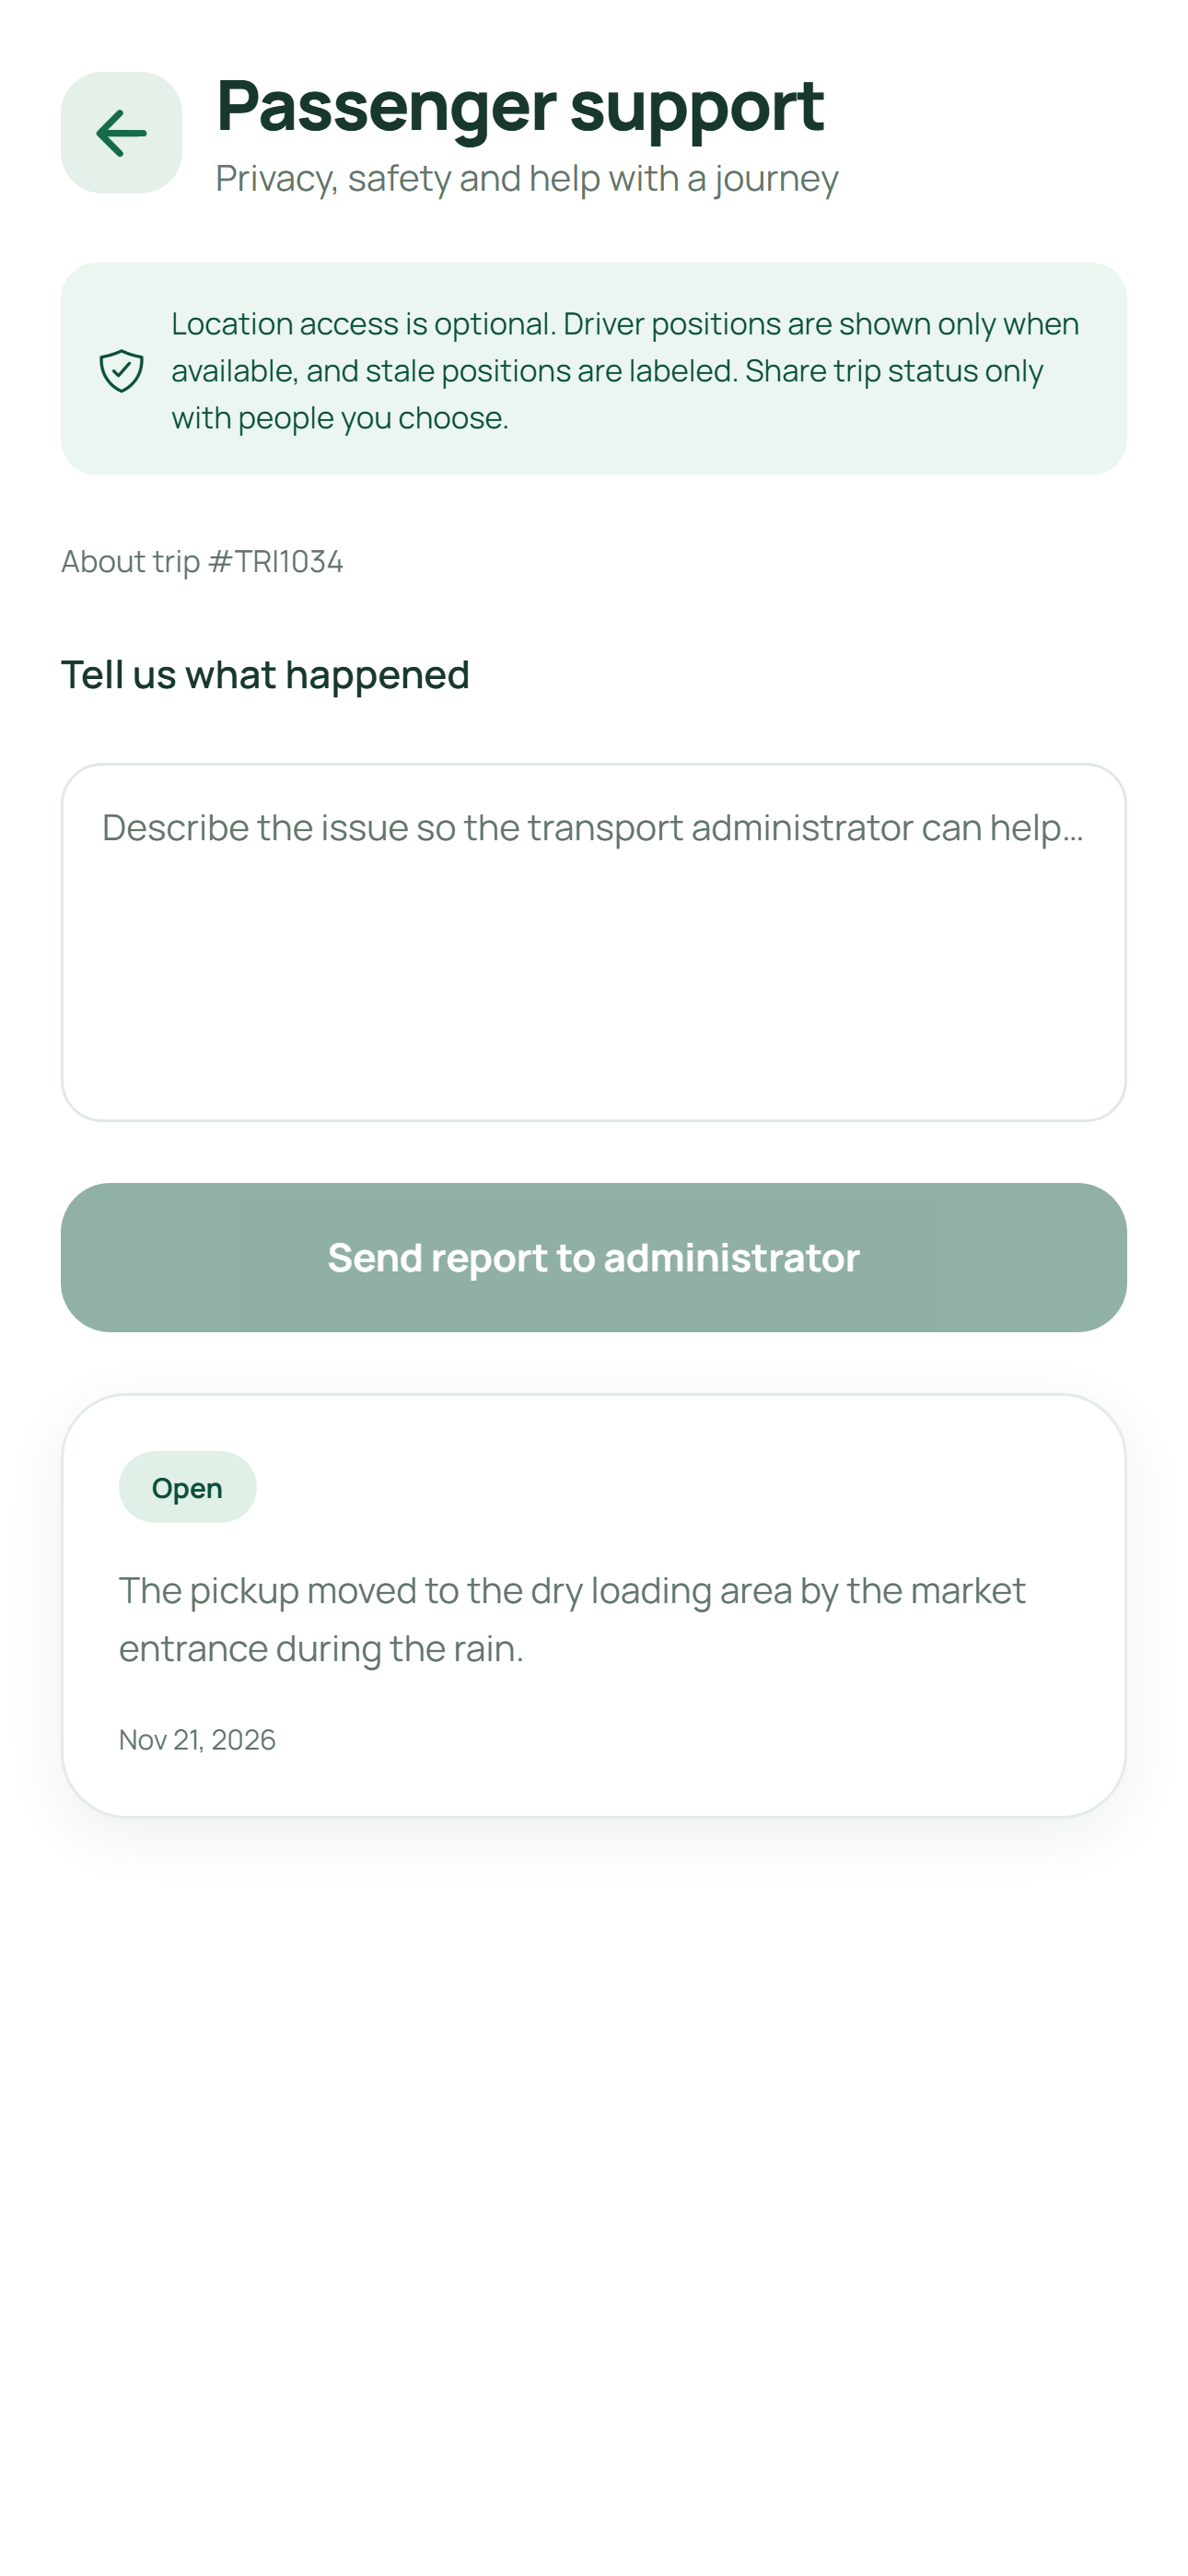 Passenger support
Privacy, safety and help with a journey
Location access is optional. Driver positions are shown only when
available, and stale positions are labeled. Share trip status only
with people you choose.
About trip #TRI1034
Tell us what happened
Describe the issue so the transport administrator can help...
Send report to administrator
Open
The pickup moved to the dry loading area by the market
entrance during the rain.
Nov 21, 2026